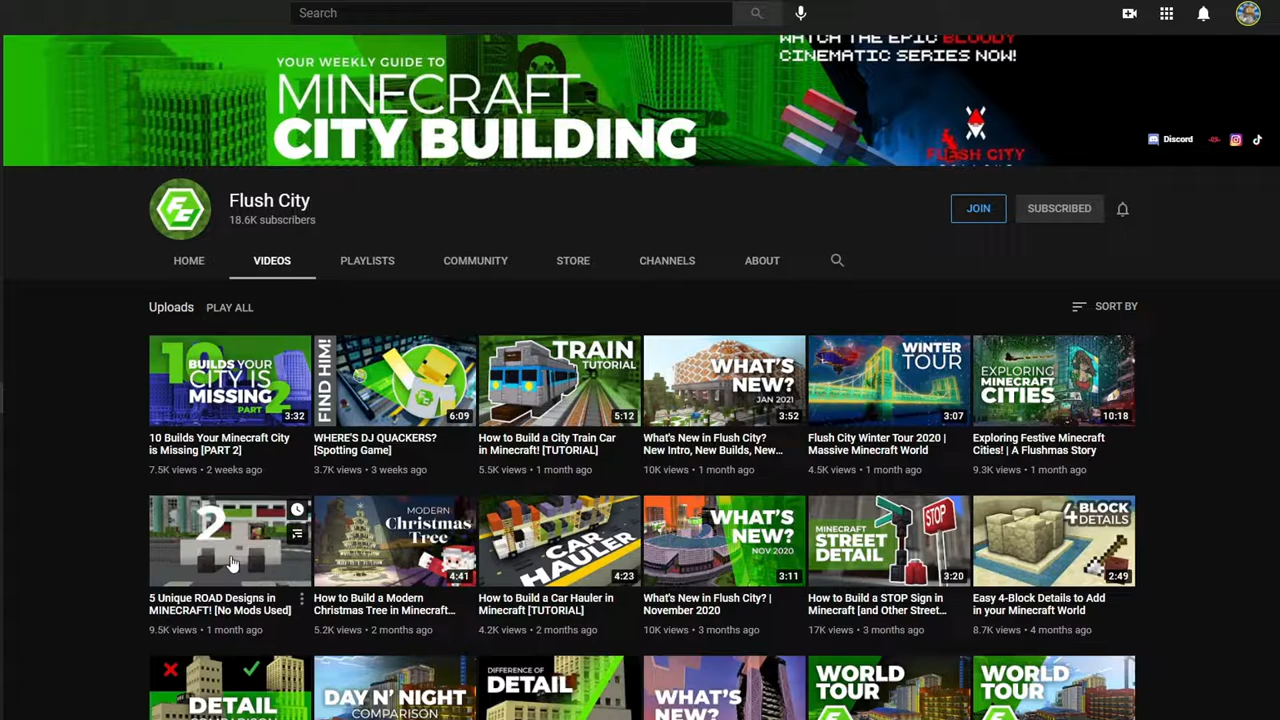 Search
WATCH THE EPIC BLOODY
CINEMATIC SERIES NOW!
YOUR WEEKLY GUIDE TO
MINECRAFT
CITY BUILDING
FLUSH CITY
Discord
FC
Flush City
18.6K subscribers
JOIN
SUBSCRIBED
HOME
VIDEOS
PLAYLISTS
COMMUNITY
STORE
CHANNELS
ABOUT
Uploads
PLAY ALL
SORT BY
10 BUILDS YOUR
CITY IS
MISSING
PART 2
3:32
FIND HIM!
6:09
TRAIN
TUTORIAL
5:12
WHAT'S
NEW?
JAN 2021
3:52
WINTER
TOUR
3:07
EXPLORING
MINECRAFT
CITIES
10:18
10 Builds Your Minecraft City
is Missing [PART 2]
7.5K views • 2 weeks ago
WHERE'S DJ QUACKERS?
[Spotting Game]
3.7K views • 3 weeks ago
How to Build a City Train Car
in Minecraft! [TUTORIAL]
5.5K views • 1 month ago
What's New in Flush City?
New Intro, New Builds, New...
10K views • 1 month ago
Flush City Winter Tour 2020 |
Massive Minecraft World
4.5K views • 1 month ago
Exploring Festive Minecraft
Cities! | A Flushmas Story
9.3K views • 1 month ago
2
MODERN
Christmas
TREE
4:41
CAR
HAULER
4:23
WHAT'S
NEW?
NOV 2020
3:11
MINECRAFT
STREET
DETAIL
STOP
3:20
4 BLOCK
DETAILS
2:49
5 Unique ROAD Designs in
MINECRAFT! [No Mods Used]
9.5K views • 1 month ago
How to Build a Modern
Christmas Tree in Minecraft...
5.2K views • 2 months ago
How to Build a Car Hauler in
Minecraft [TUTORIAL]
4.2K views • 2 months ago
What's New in Flush City? |
November 2020
10K views • 3 months ago
How to Build a STOP Sign in
Minecraft [and Other Street...
17K views • 3 months ago
Easy 4-Block Details to Add
in your Minecraft World
8.7K views • 4 months ago
DETAIL
COMPARISON
DAY N' NIGHT
COMPARISON
DIFFERENCE OF
DETAIL
WHAT'S
NEW?
WORLD
TOUR
WORLD
TOUR